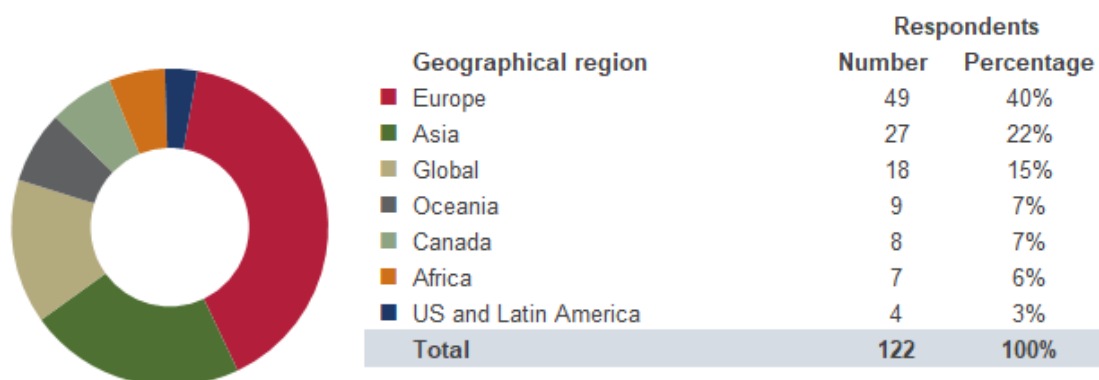 Respondents
Geographical region Number Percentage
Europe 49 40%
Asia 27 22%
Global 18 15%
Oceania 9 7%
Canada 8 7%
Africa 7 6%
US and Latin America 4 3%
Total 122 100%